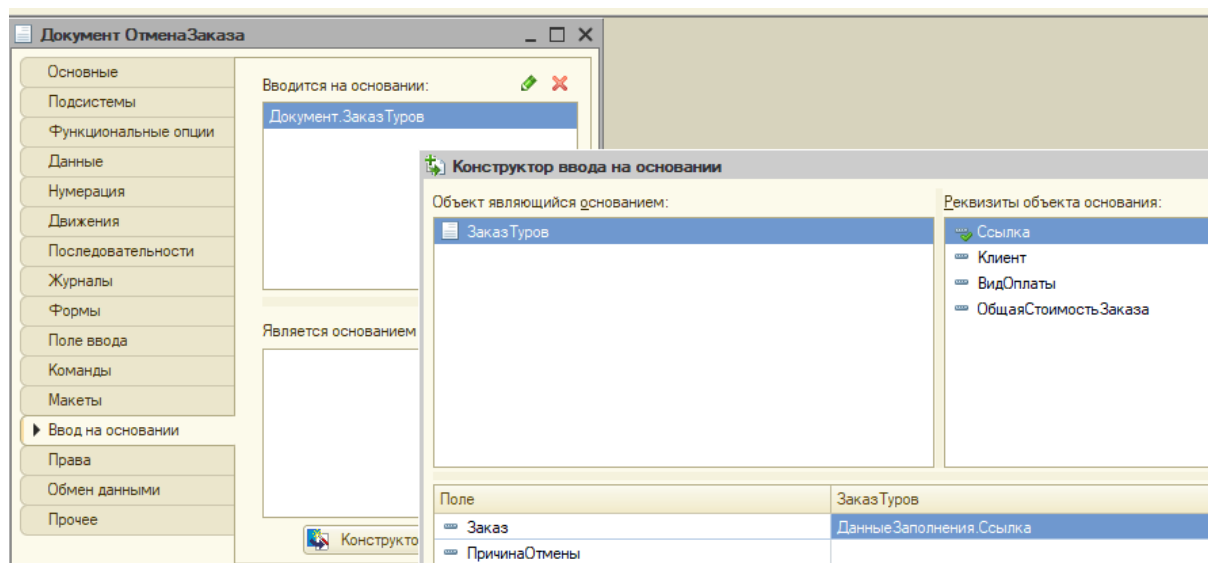 Документ ОтменаЗаказа
Основные
Подсистемы
Функциональные опции
Данные
Нумерация
Движения
Последовательности
Журналы
Формы
Поле ввода
Команды
Макеты
Ввод на основании
Права
Обмен данными
Прочее
Вводится на основании:
Документ.ЗаказТуров
Является основанием
Конструкто
Конструктор ввода на основании
Объект являющийся основанием:
ЗаказТуров
Реквизиты объекта основания:
Ссылка
Клиент
ВидОплаты
ОбщаяСтоимостьЗаказа
Поле ЗаказТуров
Заказ ДанныеЗаполнения.Ссылка
ПричинаОтмены